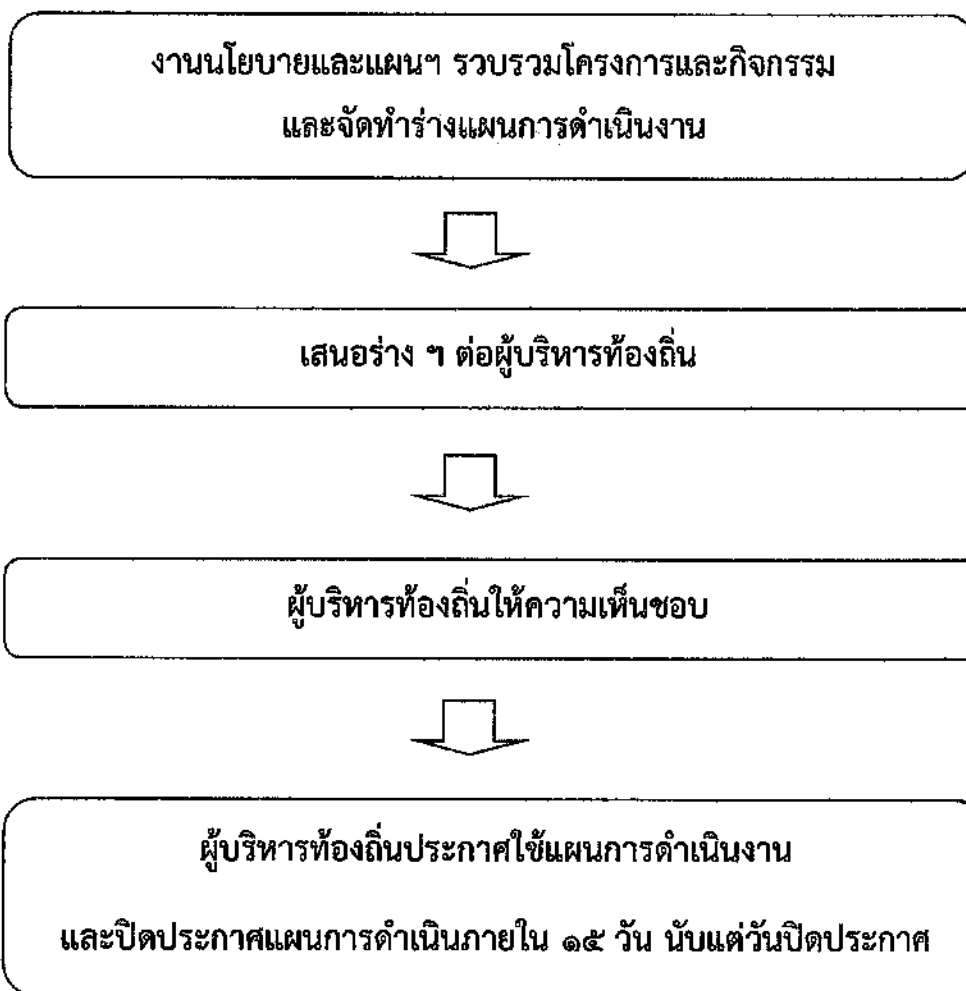 งานนโยบายและแผนฯ รวบรวมโครงการและกิจกรรม
และจัดทำร่างแผนการดำเนินงาน
เสนอร่าง ฯ ต่อผู้บริหารท้องถิ่น
ผู้บริหารท้องถิ่นให้ความเห็นชอบ
ผู้บริหารท้องถิ่นประกาศใช้แผนการดำเนินงาน
และปิดประกาศแผนการดำเนินภายใน ๑๕ วัน นับแต่วันปิดประกาศ